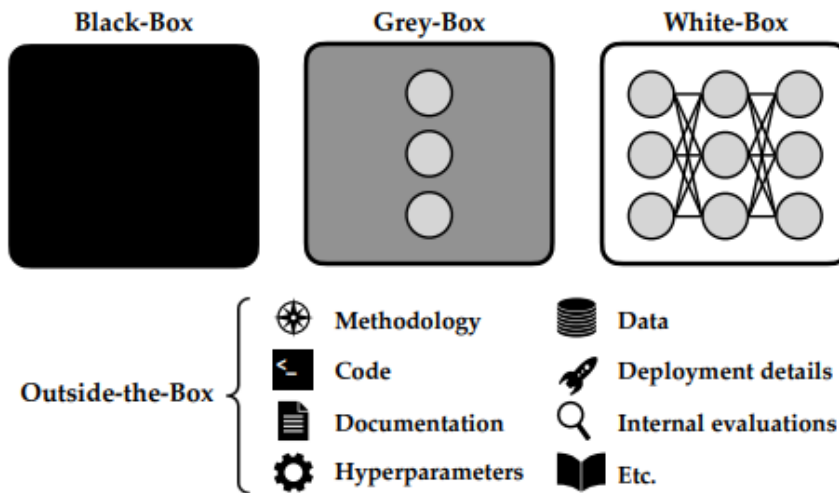 Black-Box
Grey-Box
White-Box
Outside-the-Box
Methodology
Code
Documentation
Hyperparameters
Data
Deployment details
Internal evaluations
Etc.